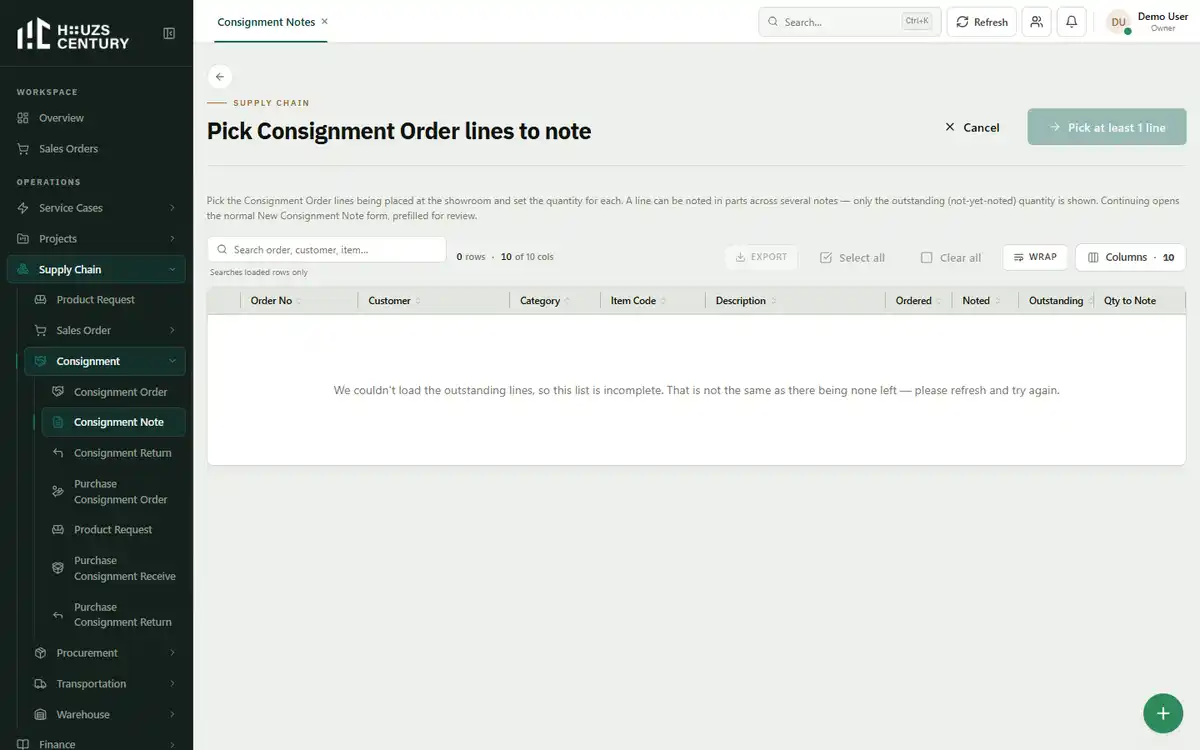 HOUZS
CENTURY
WORKSPACE
Overview
Sales Orders
OPERATIONS
Service Cases
Projects
Supply Chain
Product Request
Sales Order
Consignment
Consignment Order
Consignment Note
Consignment Return
Purchase
Consignment Order
Product Request
Purchase
Consignment Receive
Purchase
Consignment Return
Procurement
Transportation
Warehouse
Finance
Consignment Notes ×
Search... Ctrl+K
Refresh
DU
Demo User
Owner
SUPPLY CHAIN
Pick Consignment Order lines to note
Cancel
Pick at least 1 line
Pick the Consignment Order lines being placed at the showroom and set the quantity for each. A line can be noted in parts across several notes — only the outstanding (not-yet-noted) quantity is shown. Continuing opens
the normal New Consignment Note form, prefilled for review.
Search order, customer, item...
0 rows · 10 of 10 cols
EXPORT
Select all
Clear all
WRAP
Columns · 10
Searches loaded rows only
Order No Customer Category Item Code Description Ordered Noted Outstanding Qty to Note
We couldn't load the outstanding lines, so this list is incomplete. That is not the same as there being none left — please refresh and try again.